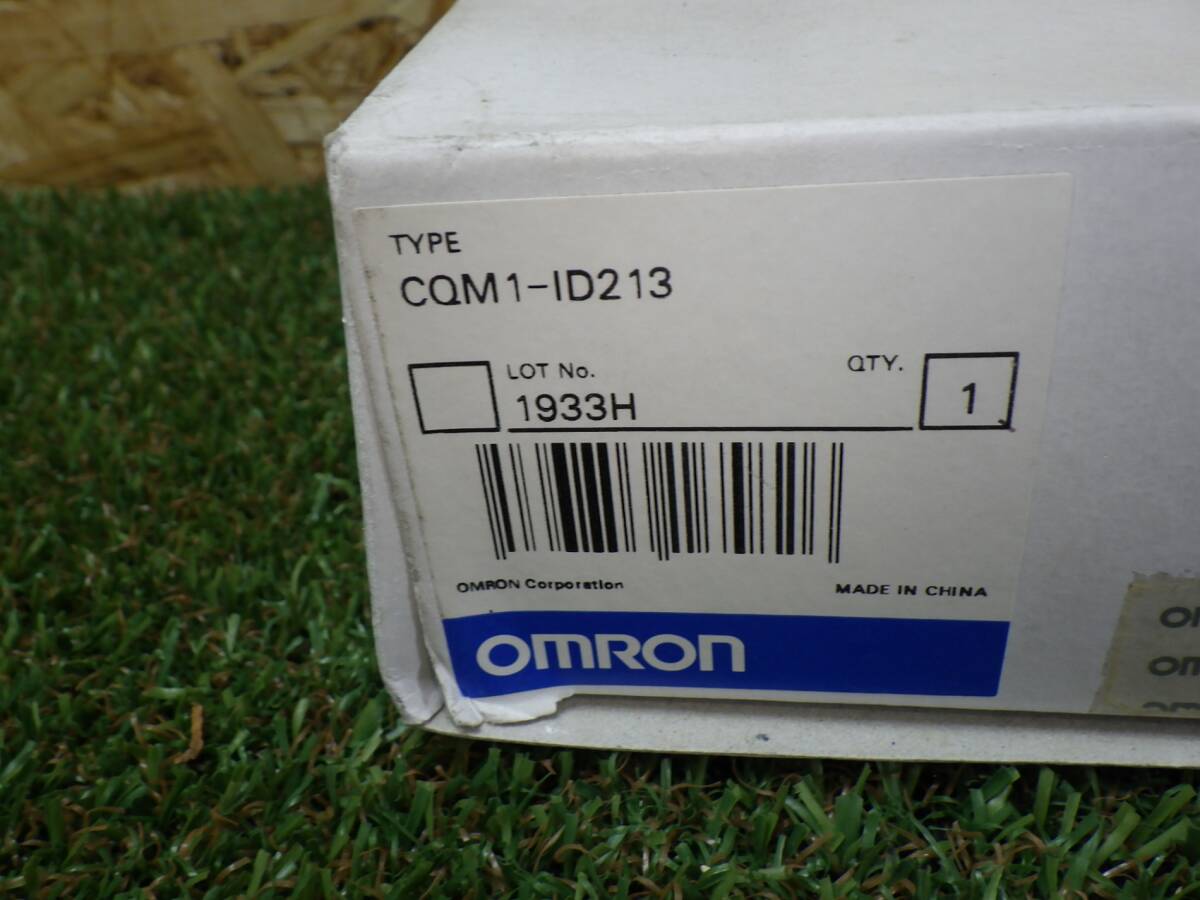 TYPE
CQM1-ID213
LOT No.
1933H
QTY.
1
OMRON Corporation
MADE IN CHINA
OMRON